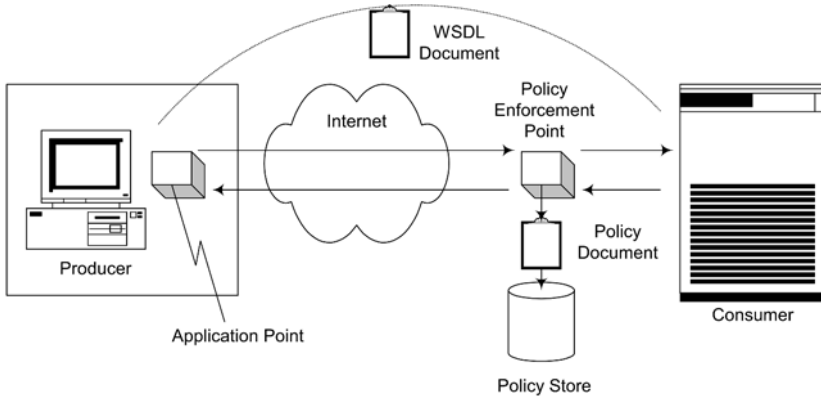 WSDL
Document
Internet
Policy
Enforcement
Point
Producer
Policy
Document
Application Point
Consumer
Policy Store